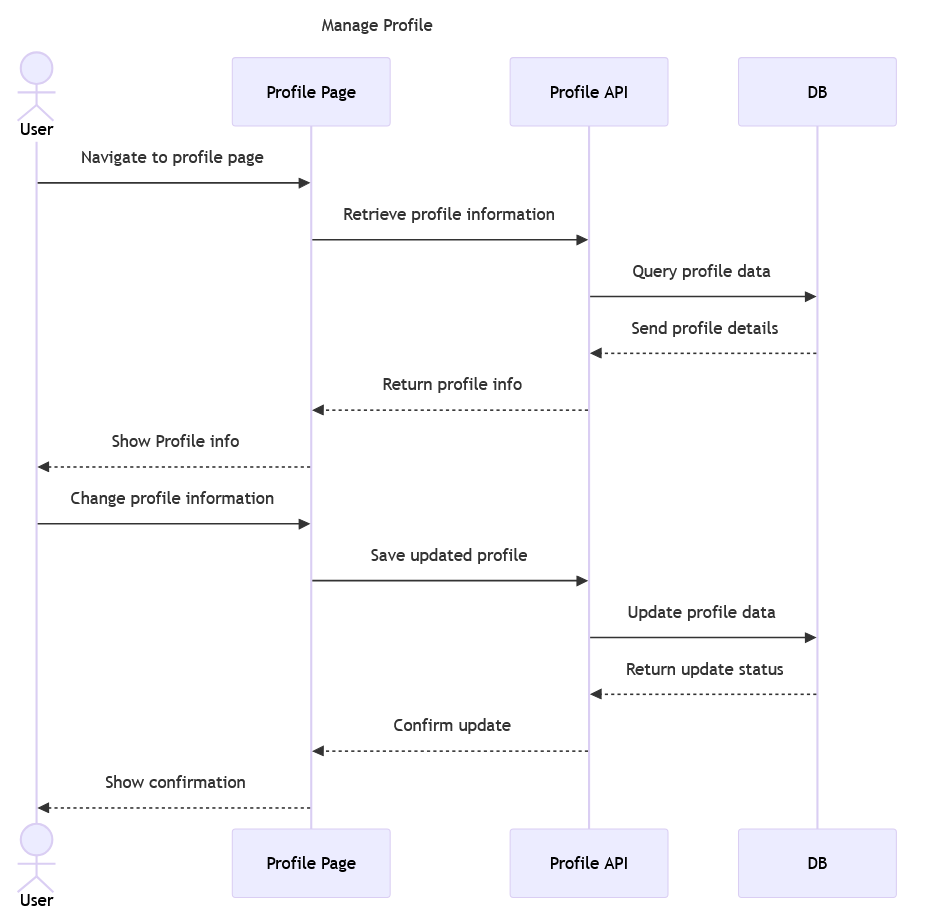 Manage Profile
User
Profile Page
Profile API
DB
Navigate to profile page
Retrieve profile information
Query profile data
Send profile details
Return profile info
Show Profile info
Change profile information
Save updated profile
Update profile data
Return update status
Confirm update
Show confirmation
User
Profile Page
Profile API
DB